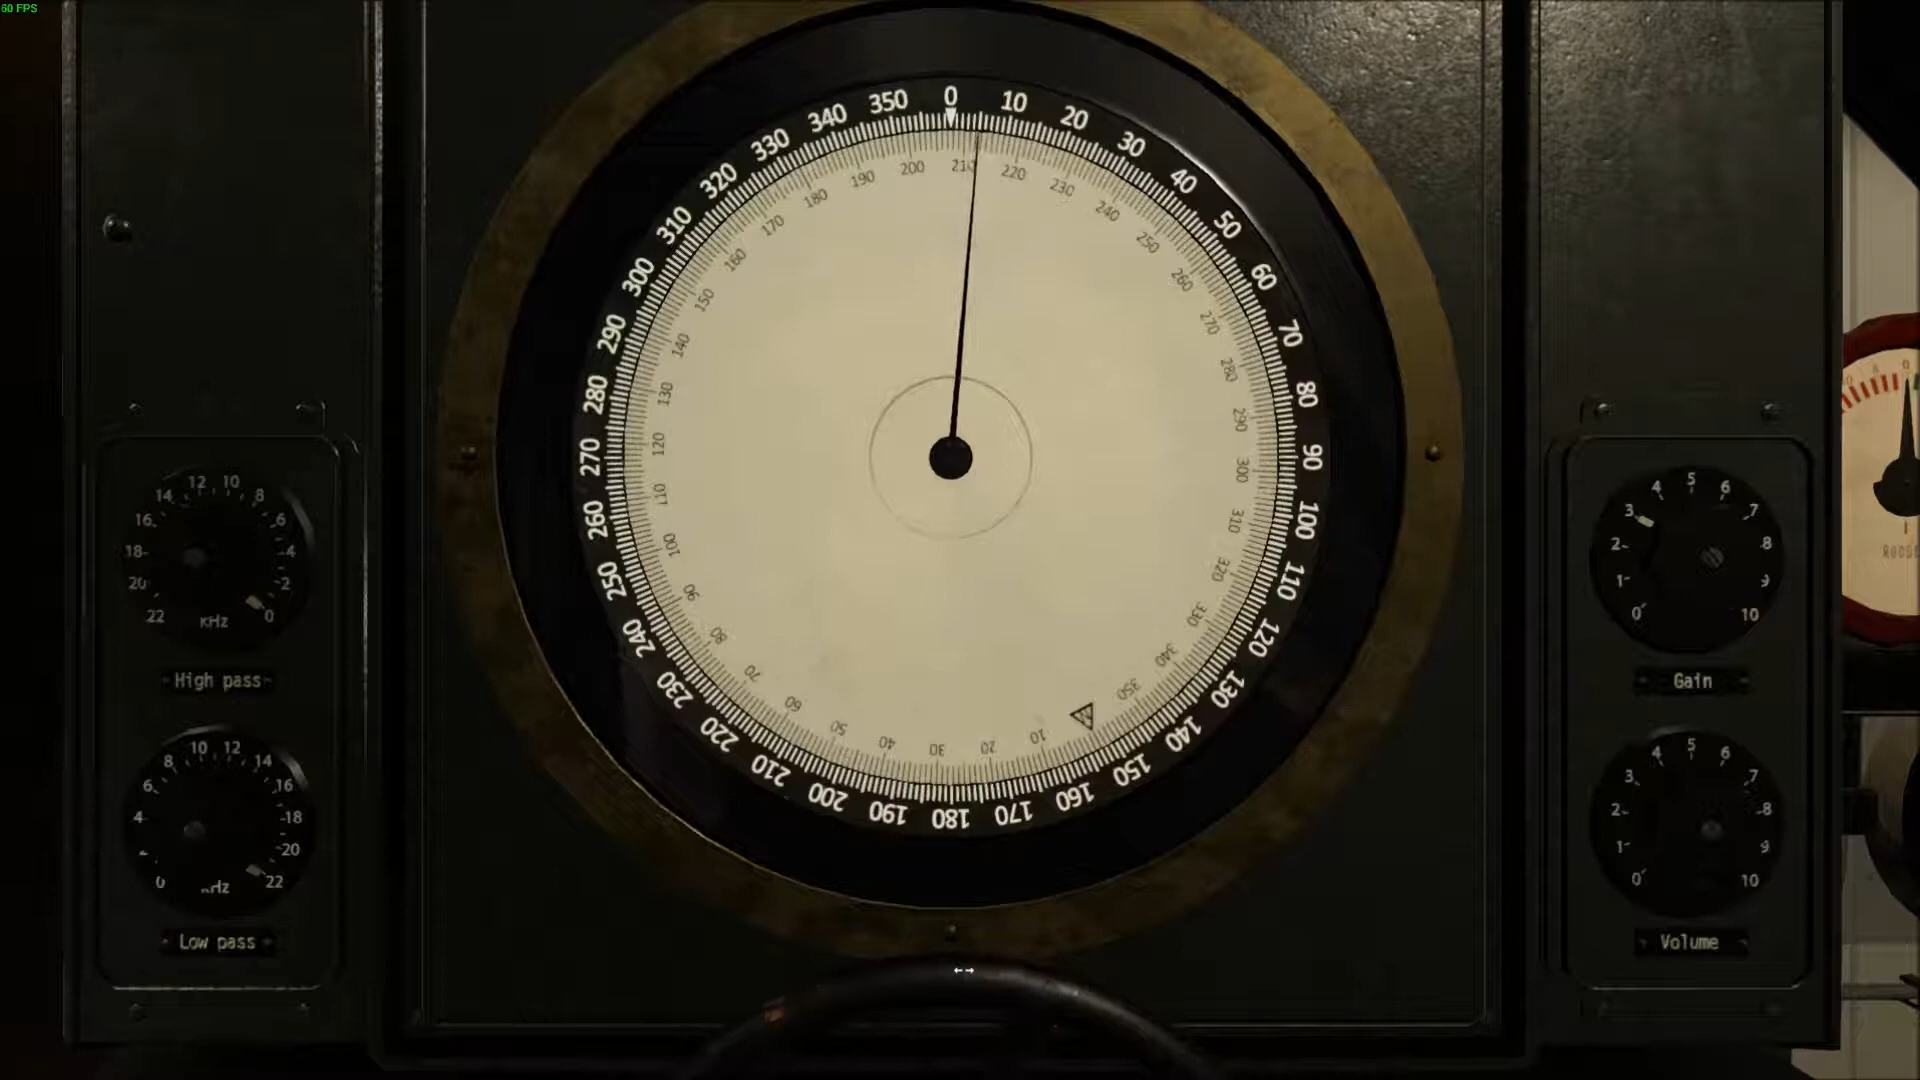 60 FPS
0 10 20 30 40 50 60 70 80 90 100 110 120 130 140 150 160 170 180 190 200 210 220 230 240 250 260 270 280 290 300 310 320 330 340 350
210 220 230 240 250 260 270 280 290 300 310 320 330 340 350 N 10 20 30 40 50 60 70 80 90 100 110 120 130 140 150 160 170 180 190 200
0 2 4 6 8 10 12 14 16 18 20 22
KHz
High pass
0 4 6 8 10 12 14 16 18 20 22
Low pass
0 1 2 3 4 5 6 7 8 9 10
Gain
0 1 2 3 4 5 6 7 8 9 10
Volume
0